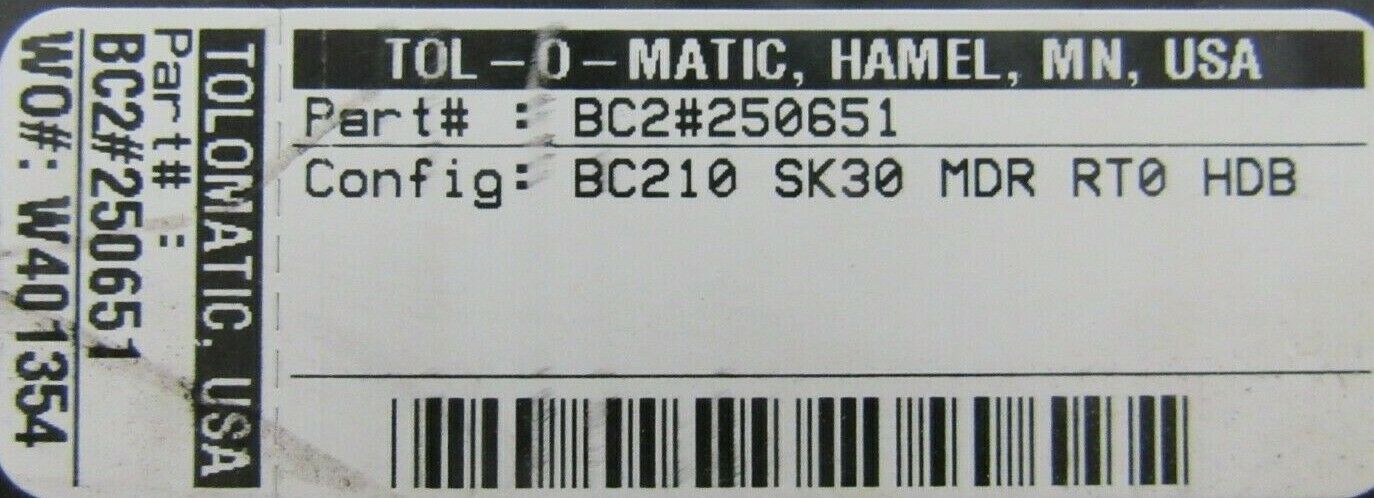 TOL-O-MATIC, HAMEL, MN, USA
Part# : BC2#250651
Config: BC210 SK30 MDR RT0 HDB
TOLOMATIC, USA
Part# :
BC2#250651
WO#: W401354